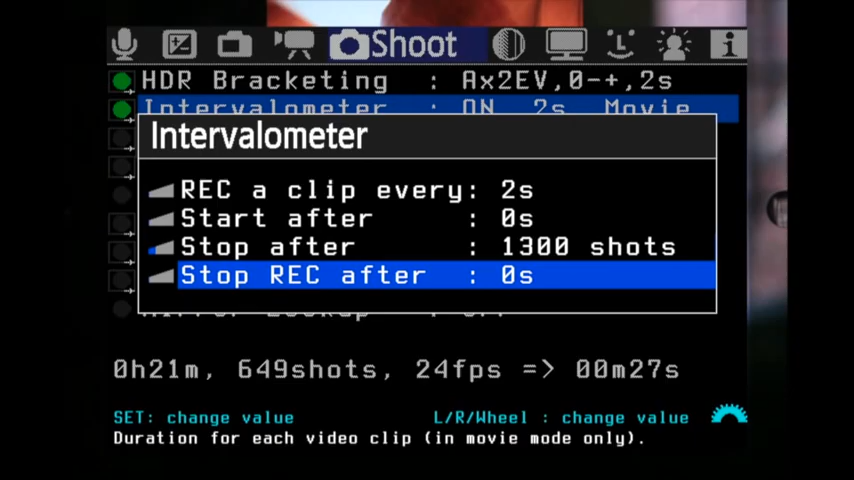 Shoot
HDR Bracketing : Ax2EV,0-+,2s
Intervalometer : ON, 2s, Movie
Intervalometer
REC a clip every: 2s
Start after : 0s
Stop after : 1300 shots
Stop REC after : 0s
0h21m, 649shots, 24fps => 00m27s
SET: change value L/R/Wheel : change value
Duration for each video clip (in movie mode only).